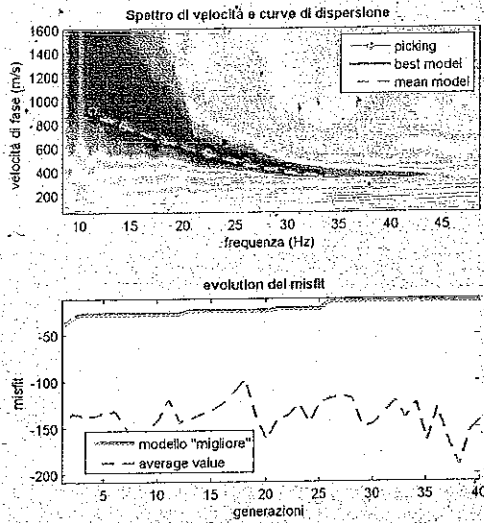 Spettro di velocità e curve di dispersione
velocità di fase (m/s)
1600
1400
1200
1000
800
600
400
200
picking
best model
mean model
10 15 20 25 30 35 40 45
frequenza (Hz)
evolution del misfit
misfit
-50
-100
-150
-200
modello "migliore"
average value
5 10 15 20 25 30 35 40
generazioni